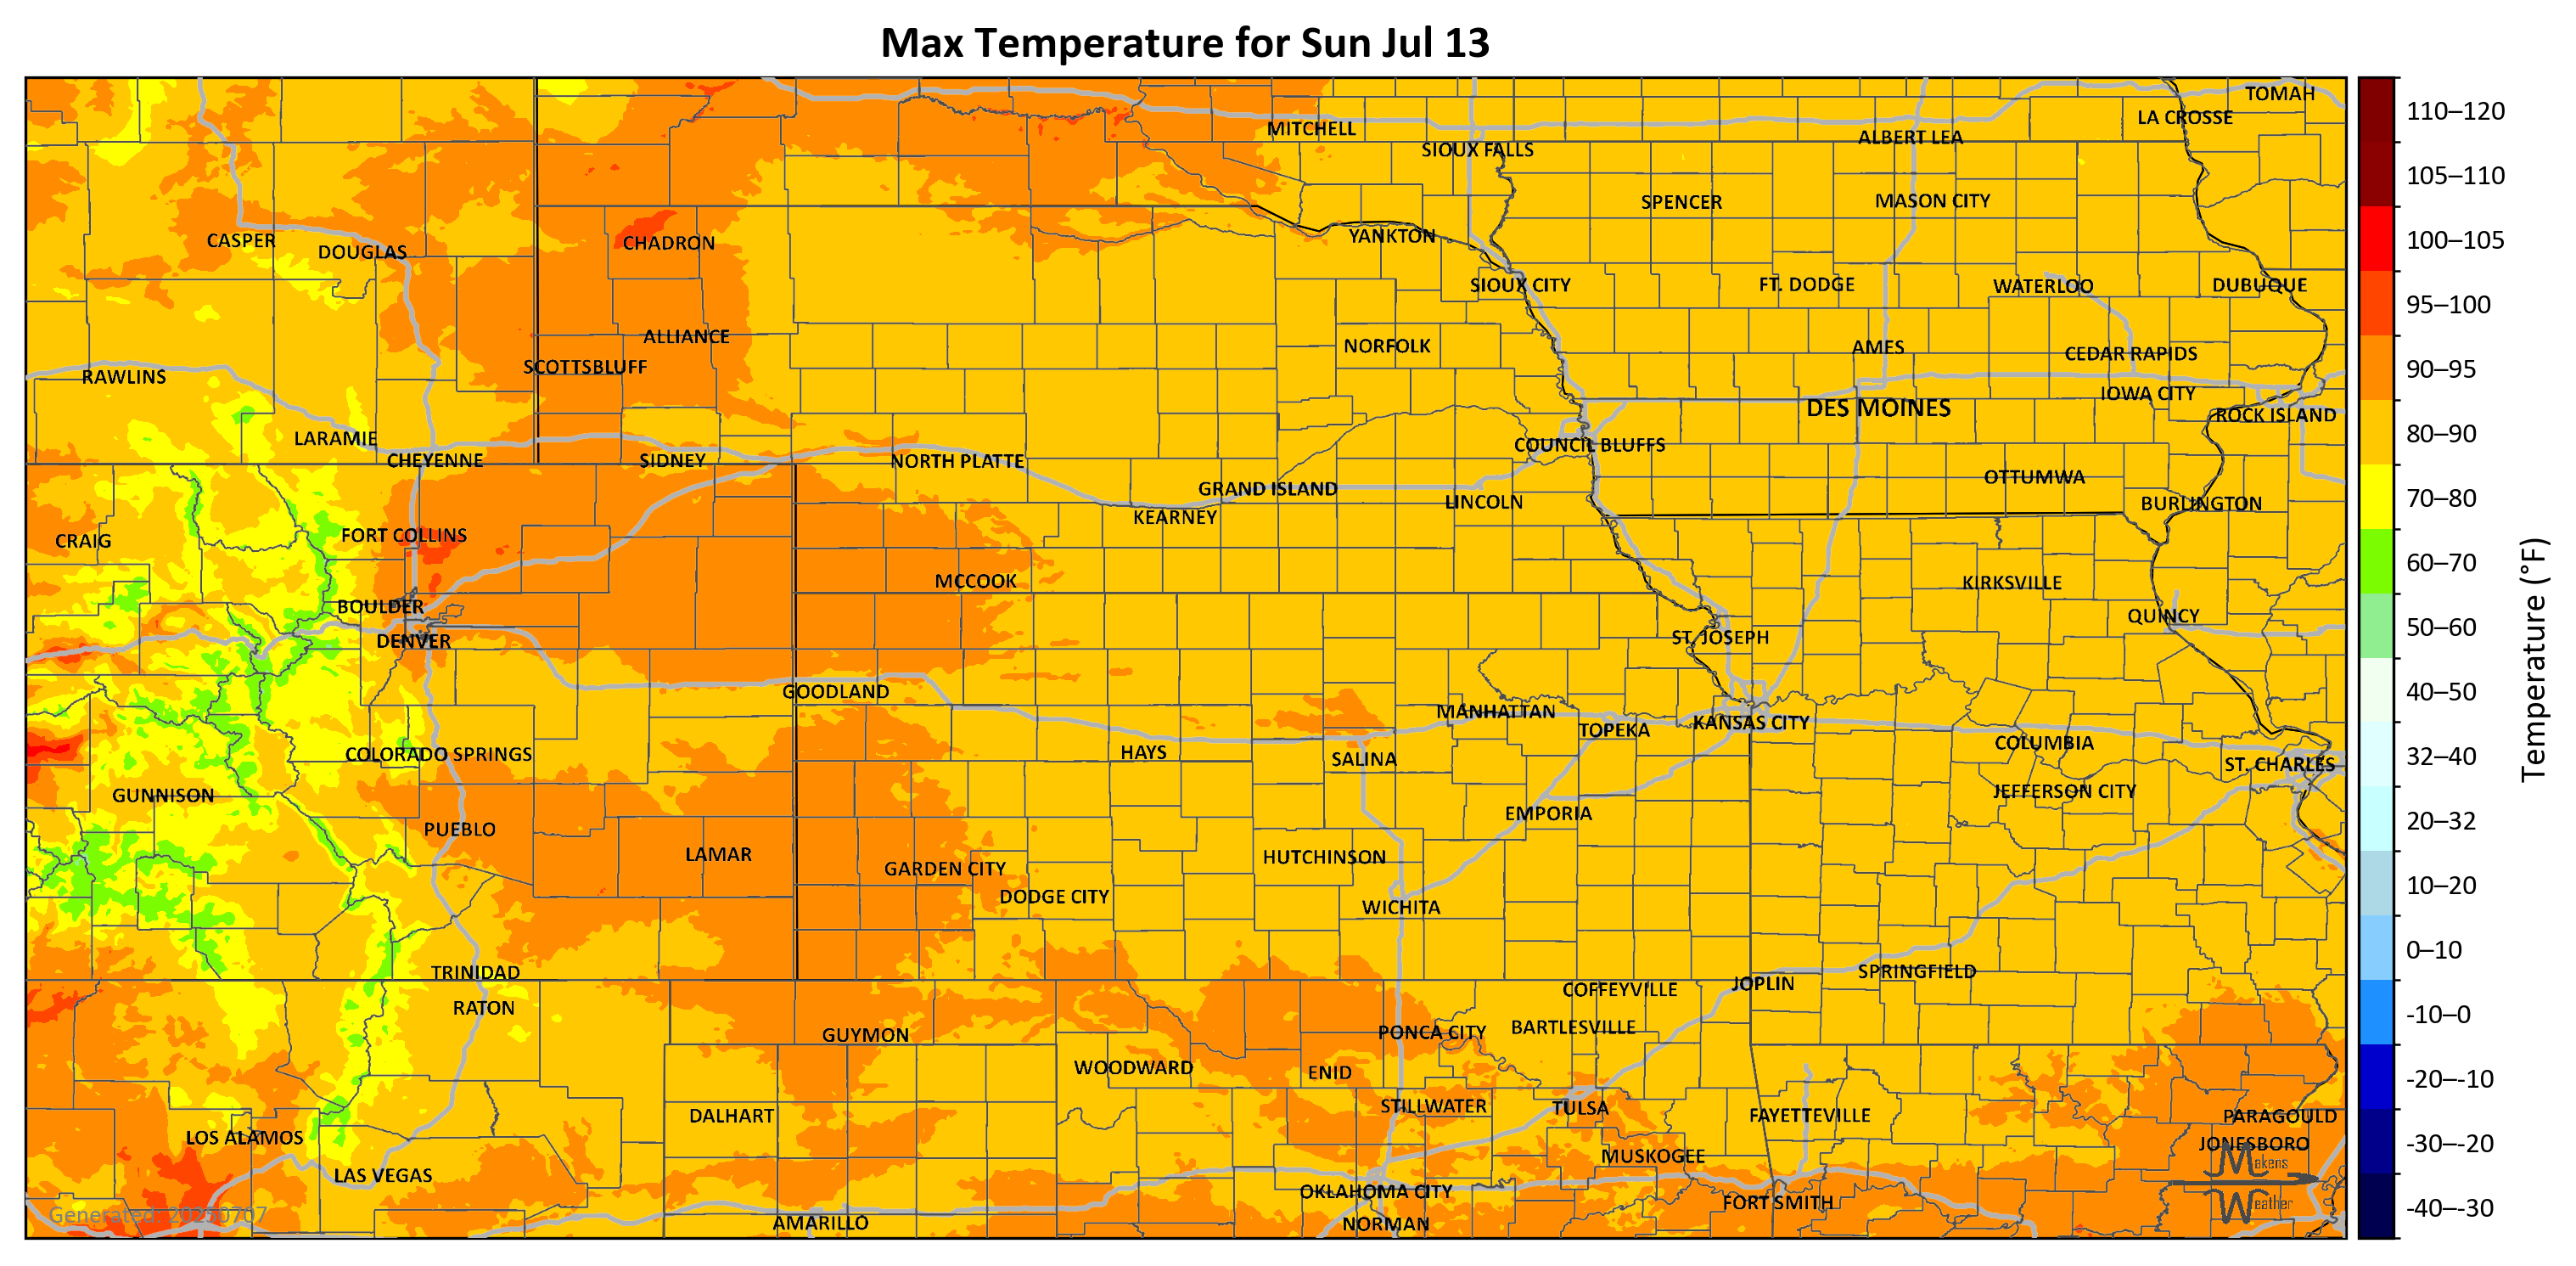 Max Temperature for Sun Jul 13
TOMAH
LA CROSSE
MITCHELL
ALBERT LEA
SIOUX FALLS
SPENCER
MASON CITY
CASPER
DOUGLAS
CHADRON
YANKTON
SIOUX CITY
FT. DODGE
WATERLOO
DUBUQUE
ALLIANCE
NORFOLK
AMES
CEDAR RAPIDS
SCOTTSBLUFF
RAWLINS
IOWA CITY
DES MOINES
ROCK ISLAND
LARAMIE
COUNCIL BLUFFS
CHEYENNE
SIDNEY
NORTH PLATTE
OTTUMWA
GRAND ISLAND
LINCOLN
BURLINGTON
KEARNEY
FORT COLLINS
CRAIG
MCCOOK
KIRKSVILLE
BOULDER
QUINCY
DENVER
ST. JOSEPH
GOODLAND
MANHATTAN
TOPEKA
KANSAS CITY
COLUMBIA
COLORADO SPRINGS
HAYS
SALINA
ST. CHARLES
GUNNISON
JEFFERSON CITY
EMPORIA
PUEBLO
LAMAR
HUTCHINSON
GARDEN CITY
DODGE CITY
WICHITA
TRINIDAD
SPRINGFIELD
JOPLIN
COFFEYVILLE
RATON
GUYMON
PONCA CITY
BARTLESVILLE
WOODWARD
ENID
DALHART
STILLWATER
TULSA
FAYETTEVILLE
PARAGOULD
LOS ALAMOS
JONESBORO
MUSKOGEE
LAS VEGAS
OKLAHOMA CITY
FORT SMITH
AMARILLO
NORMAN
Makens
Weather
Generated: 20250707
110–120
105–110
100–105
95–100
90–95
80–90
70–80
60–70
50–60
40–50
32–40
20–32
10–20
0–10
-10–0
-20–-10
-30–-20
-40–-30
Temperature (°F)